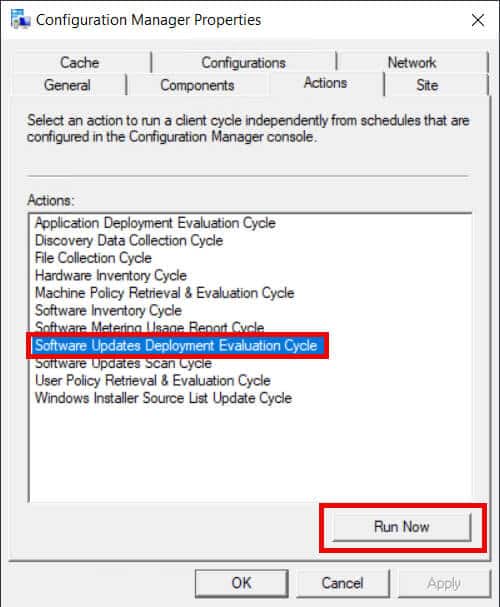 Configuration Manager Properties
Cache
Configurations
Network
General
Components
Actions
Site
Select an action to run a client cycle independently from schedules that are
configured in the Configuration Manager console.
Actions:
Application Deployment Evaluation Cycle
Discovery Data Collection Cycle
File Collection Cycle
Hardware Inventory Cycle
Machine Policy Retrieval & Evaluation Cycle
Software Inventory Cycle
Software Metering Usage Report Cycle
Software Updates Deployment Evaluation Cycle
Software Updates Scan Cycle
User Policy Retrieval & Evaluation Cycle
Windows Installer Source List Update Cycle
Run Now
OK
Cancel
Apply